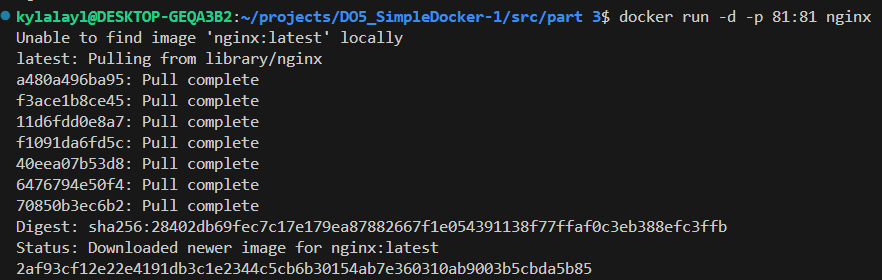 kylalayl@DESKTOP-GEQA3B2:~/projects/DO5_SimpleDocker-1/src/part 3$ docker run -d -p 81:81 nginx
Unable to find image 'nginx:latest' locally
latest: Pulling from library/nginx
a480a496ba95: Pull complete
f3ace1b8ce45: Pull complete
11d6fdd0e8a7: Pull complete
f1091da6fd5c: Pull complete
40eea07b53d8: Pull complete
6476794e50f4: Pull complete
70850b3ec6b2: Pull complete
Digest: sha256:28402db69fec7c17e179ea87882667f1e054391138f77ffaf0c3eb388efc3ffb
Status: Downloaded newer image for nginx:latest
2af93cf12e22e4191db3c1e2344c5cb6b30154ab7e360310ab9003b5cbda5b85